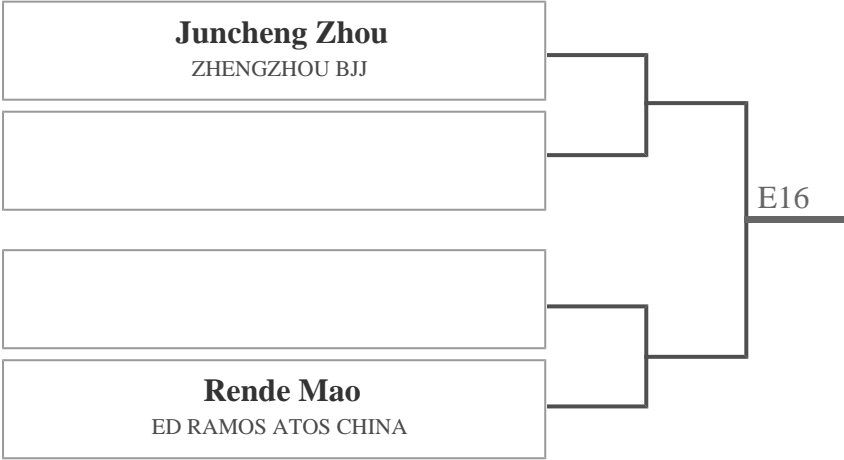 Juncheng Zhou
ZHENGZHOU BJJ
E16
Rende Mao
ED RAMOS ATOS CHINA